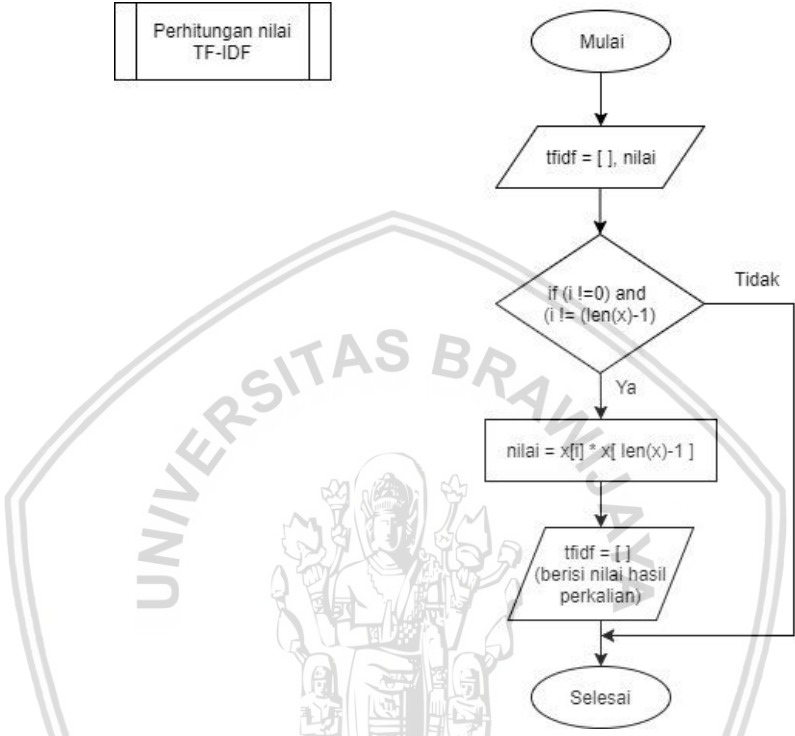 Perhitungan nilai
TF-IDF
Mulai
tfidf = [ ], nilai
if (i !=0) and
(i != (len(x)-1)
Tidak
Ya
nilai = x[i] * x[ len(x)-1 ]
tfidf = [ ]
(berisi nilai hasil
perkalian)
Selesai
UNIVERSITAS BRAWIJAYA